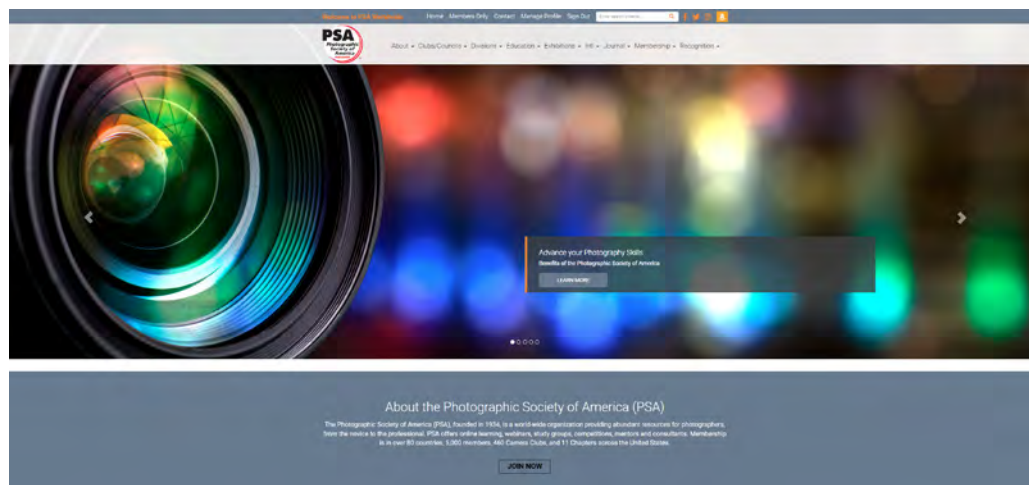 Welcome to PSA
Home Members Only Contact Manage Profile Sign Out
PSA
Photographic
Society of
America
About Clubs/Councils Divisions Education Exhibitions Intl Journal Membership Recognition
Advance your Photography Skills
Benefits of the Photographic Society of America
LEARN MORE
About the Photographic Society of America (PSA)
The Photographic Society of America (PSA), founded in 1934, is a world-wide organization providing abundant resources for photographers,
from the novice to the professional. PSA offers online learning, webinars, study groups, competitions, mentors and consultants. Membership
is in over 80 countries, 5,000 members, 460 Camera Clubs, and 11 Chapters across the United States.
JOIN NOW